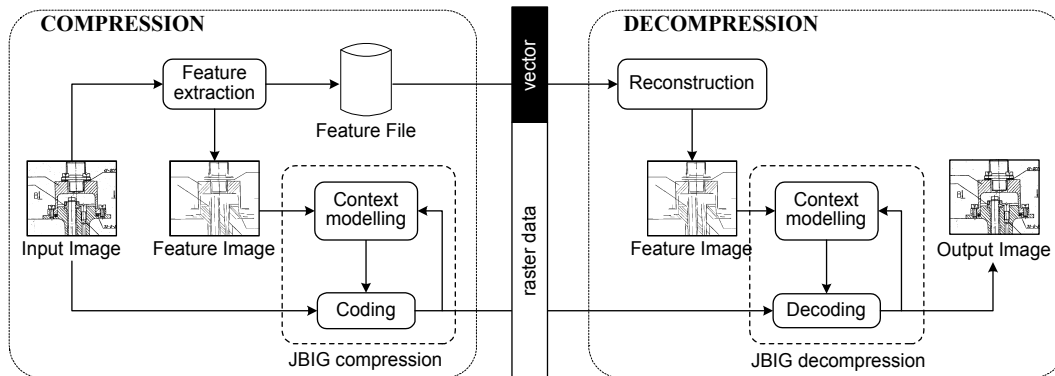 COMPRESSION
Feature
extraction
Feature File
Input Image
Feature Image
Context
modelling
Coding
JBIG compression
vector
raster data
DECOMPRESSION
Reconstruction
Feature Image
Context
modelling
Decoding
JBIG decompression
Output Image